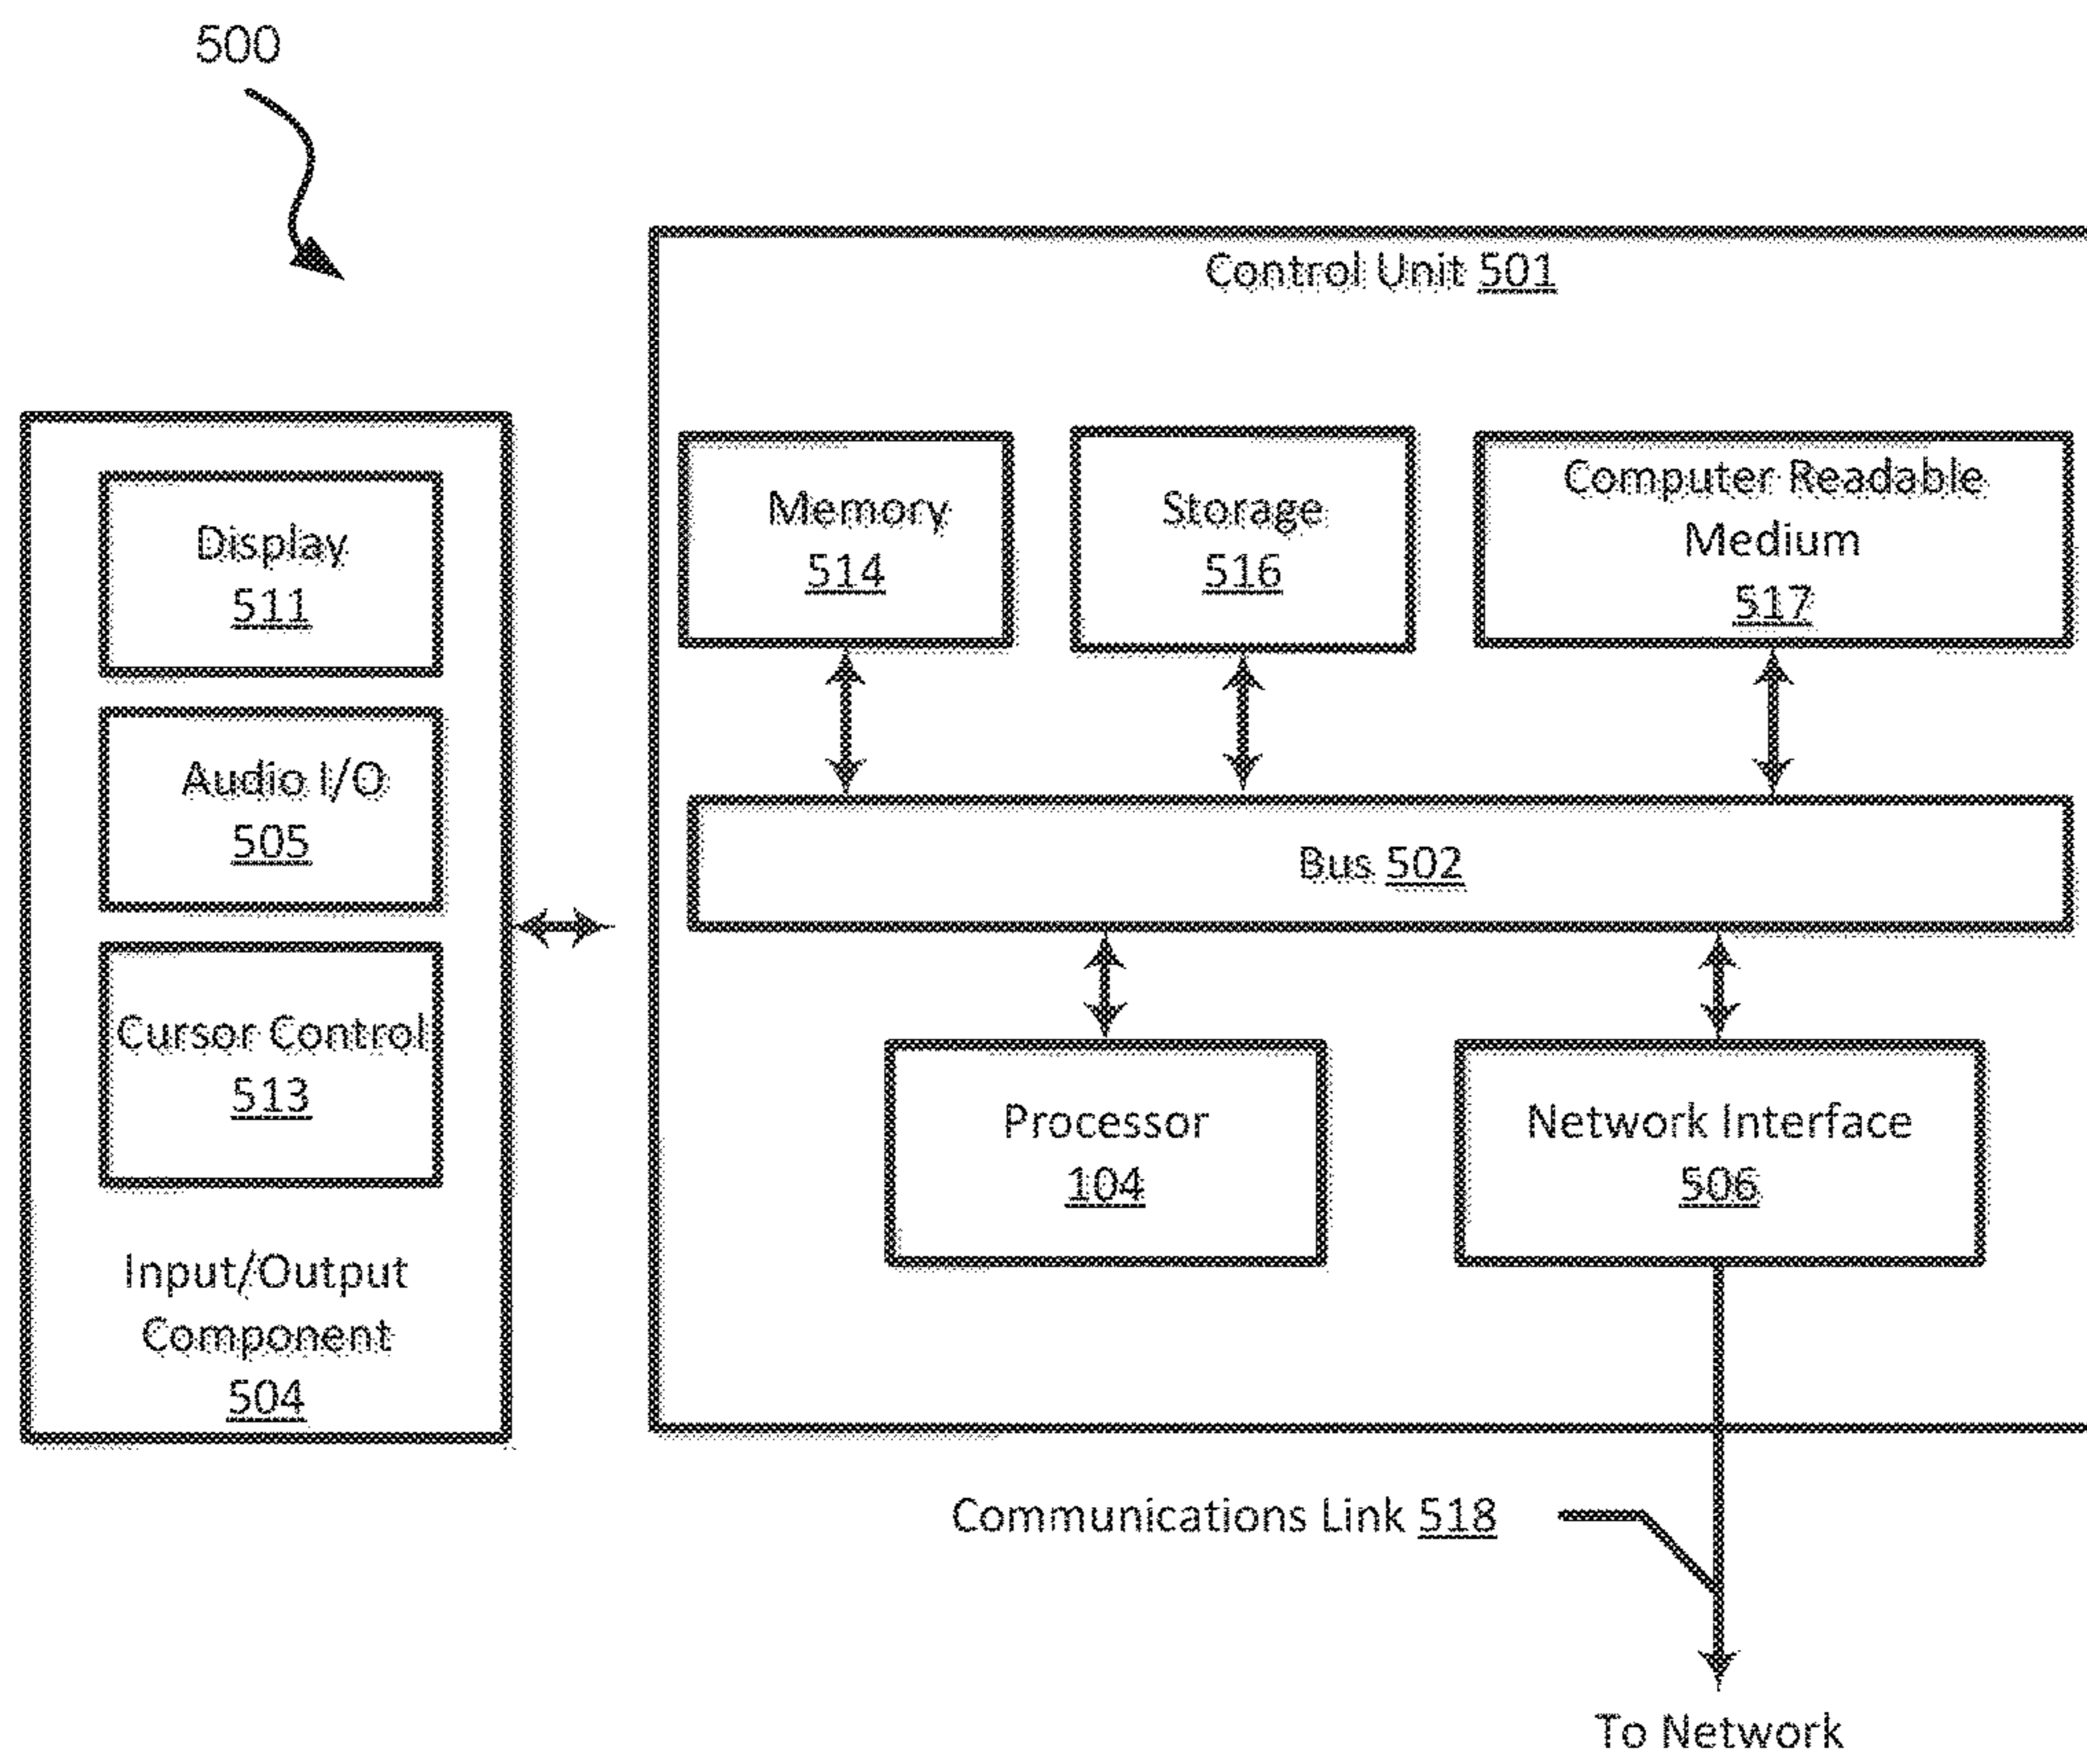 500
Control Unit 501
Display
511
Audio I/O
505
Cursor Control
513
Input/Output
Component
504
Memory
514
Storage
516
Computer Readable
Medium
517
Bus 502
Processor
104
Network Interface
506
Communications Link 518
To Network